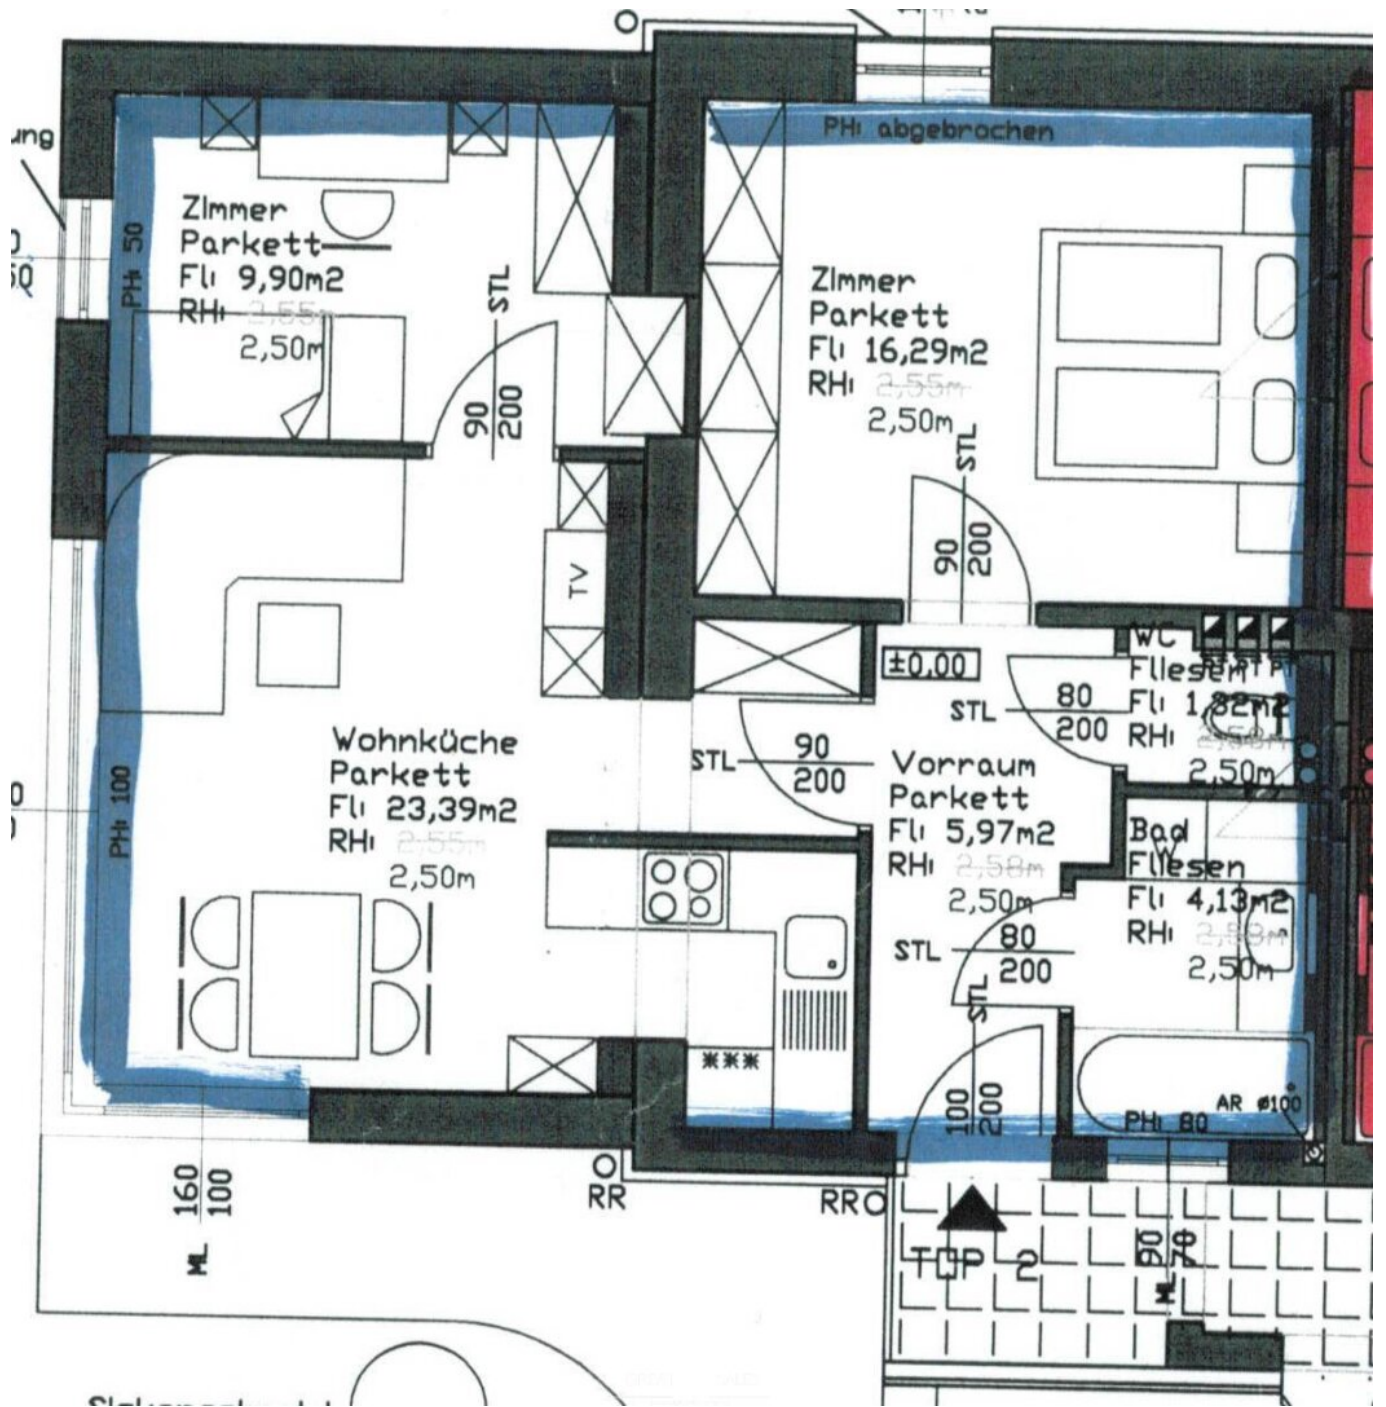 ung
PH: abgebrochen
PH: 50
Zimmer
Parkett
Fl: 9,90m2
RH: 2,55m
2,50m
STL
90
200
Zimmer
Parkett
Fl: 16,29m2
RH: 2,55m
2,50m
STL
90
200
TV
±0,00
WC
Fliesen
Fl: 1,82m2
RH: 2,58m
2,50m
STL
80
200
STL
90
200
Wohnküche
Parkett
Fl: 23,39m2
RH: 2,55m
2,50m
PH: 100
Vorraum
Parkett
Fl: 5,97m2
RH: 2,58m
2,50m
Bad
W
Fliesen
Fl: 4,13m2
RH: 2,58m
2,50m
STL
80
200
STL
100
200
***
AR ø100
PH: 80
160
100
ML
RR
RR
TOP 2
90
70
ML